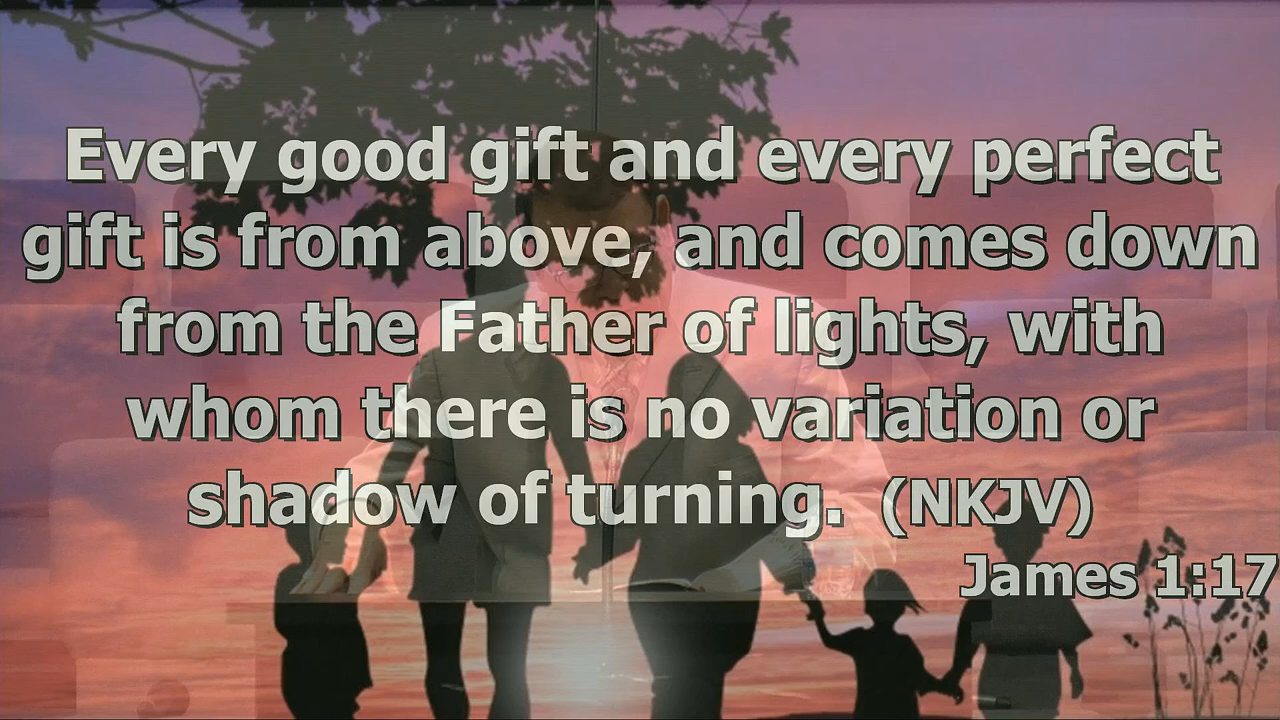 Every good gift and every perfect
gift is from above, and comes down
from the Father of lights, with
whom there is no variation or
shadow of turning. (NKJV)
James 1:17